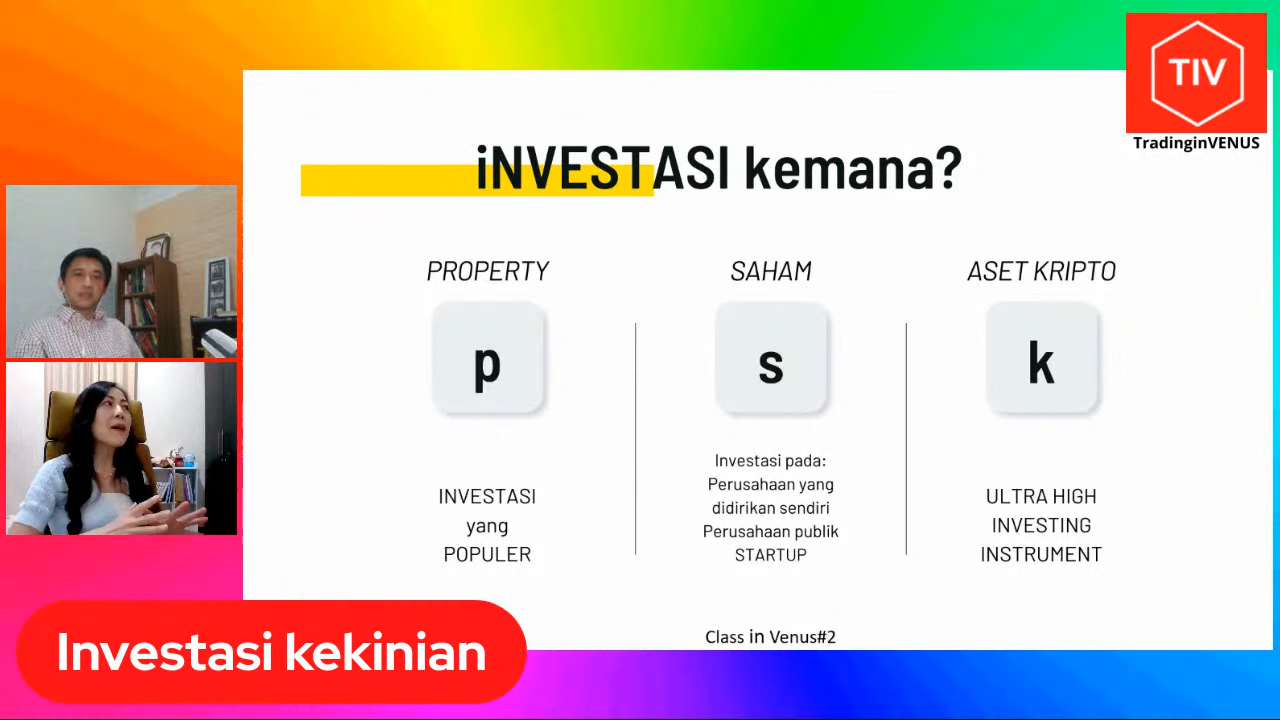 TIV
TradinginVENUS
iNVESTASI kemana?
PROPERTY
p
INVESTASI
yang
POPULER
SAHAM
s
Investasi pada:
Perusahaan yang
didirikan sendiri
Perusahaan publik
STARTUP
ASET KRIPTO
k
ULTRA HIGH
INVESTING
INSTRUMENT
Class in Venus#2
Investasi kekinian